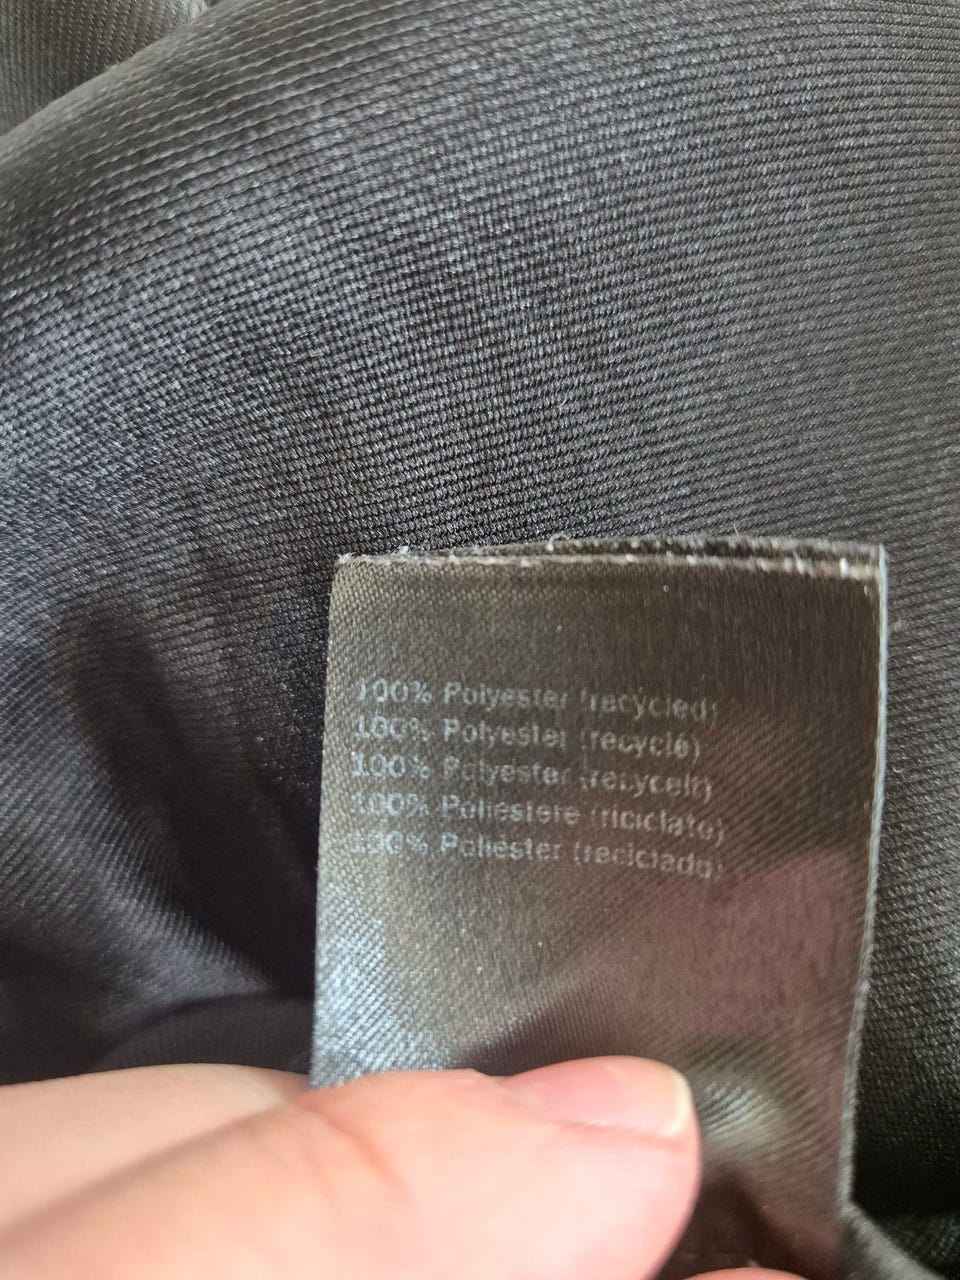 100% Polyester (recycled)
100% Polyester (recyclé)
100% Polyester (recycelt)
100% Poliestere (riciclato)
100% Poliéster (reciclado)